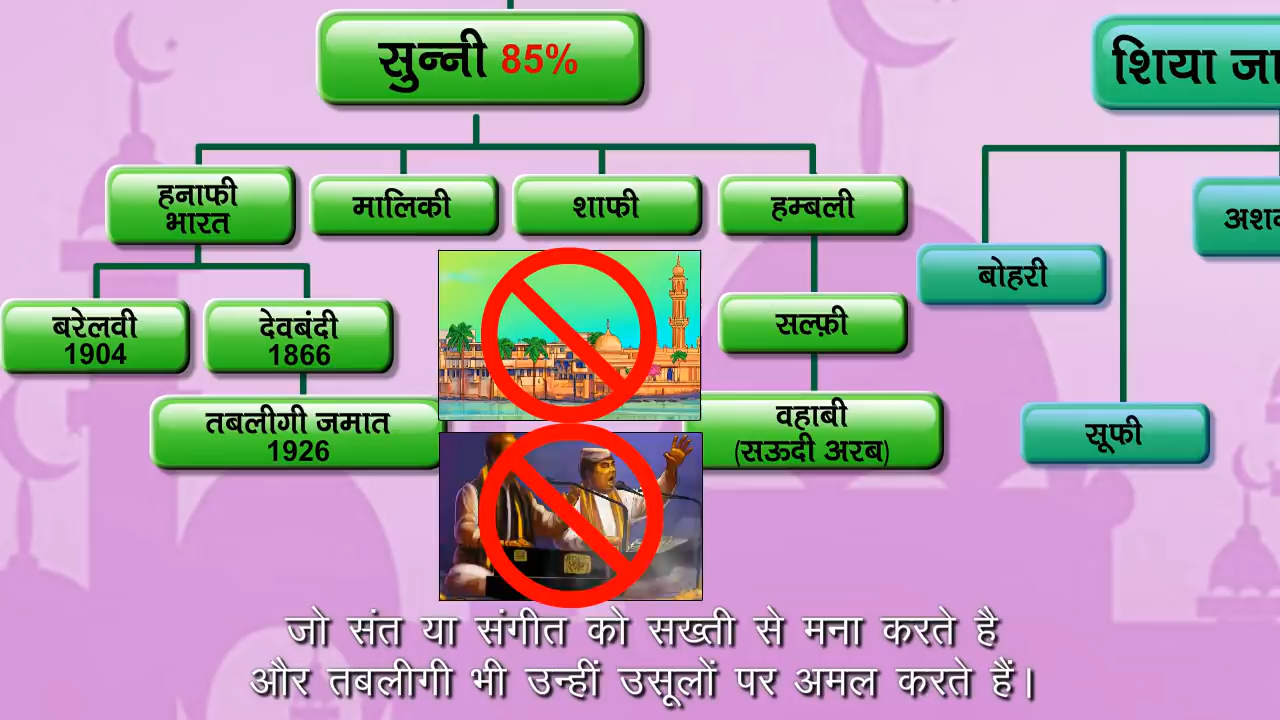 सुन्नी 85%
शिया
हनाफी
भारत
मालिकी
शाफी
हम्बली
बोहरी
बरेलवी
1904
देवबंदी
1866
सल्फ़ी
तबलीगी जमात
1926
वहाबी
(सऊदी अरब)
सूफी
जो संत या संगीत को सख्ती से मना करते है
और तबलीगी भी उन्हीं उसूलों पर अमल करते हैं।